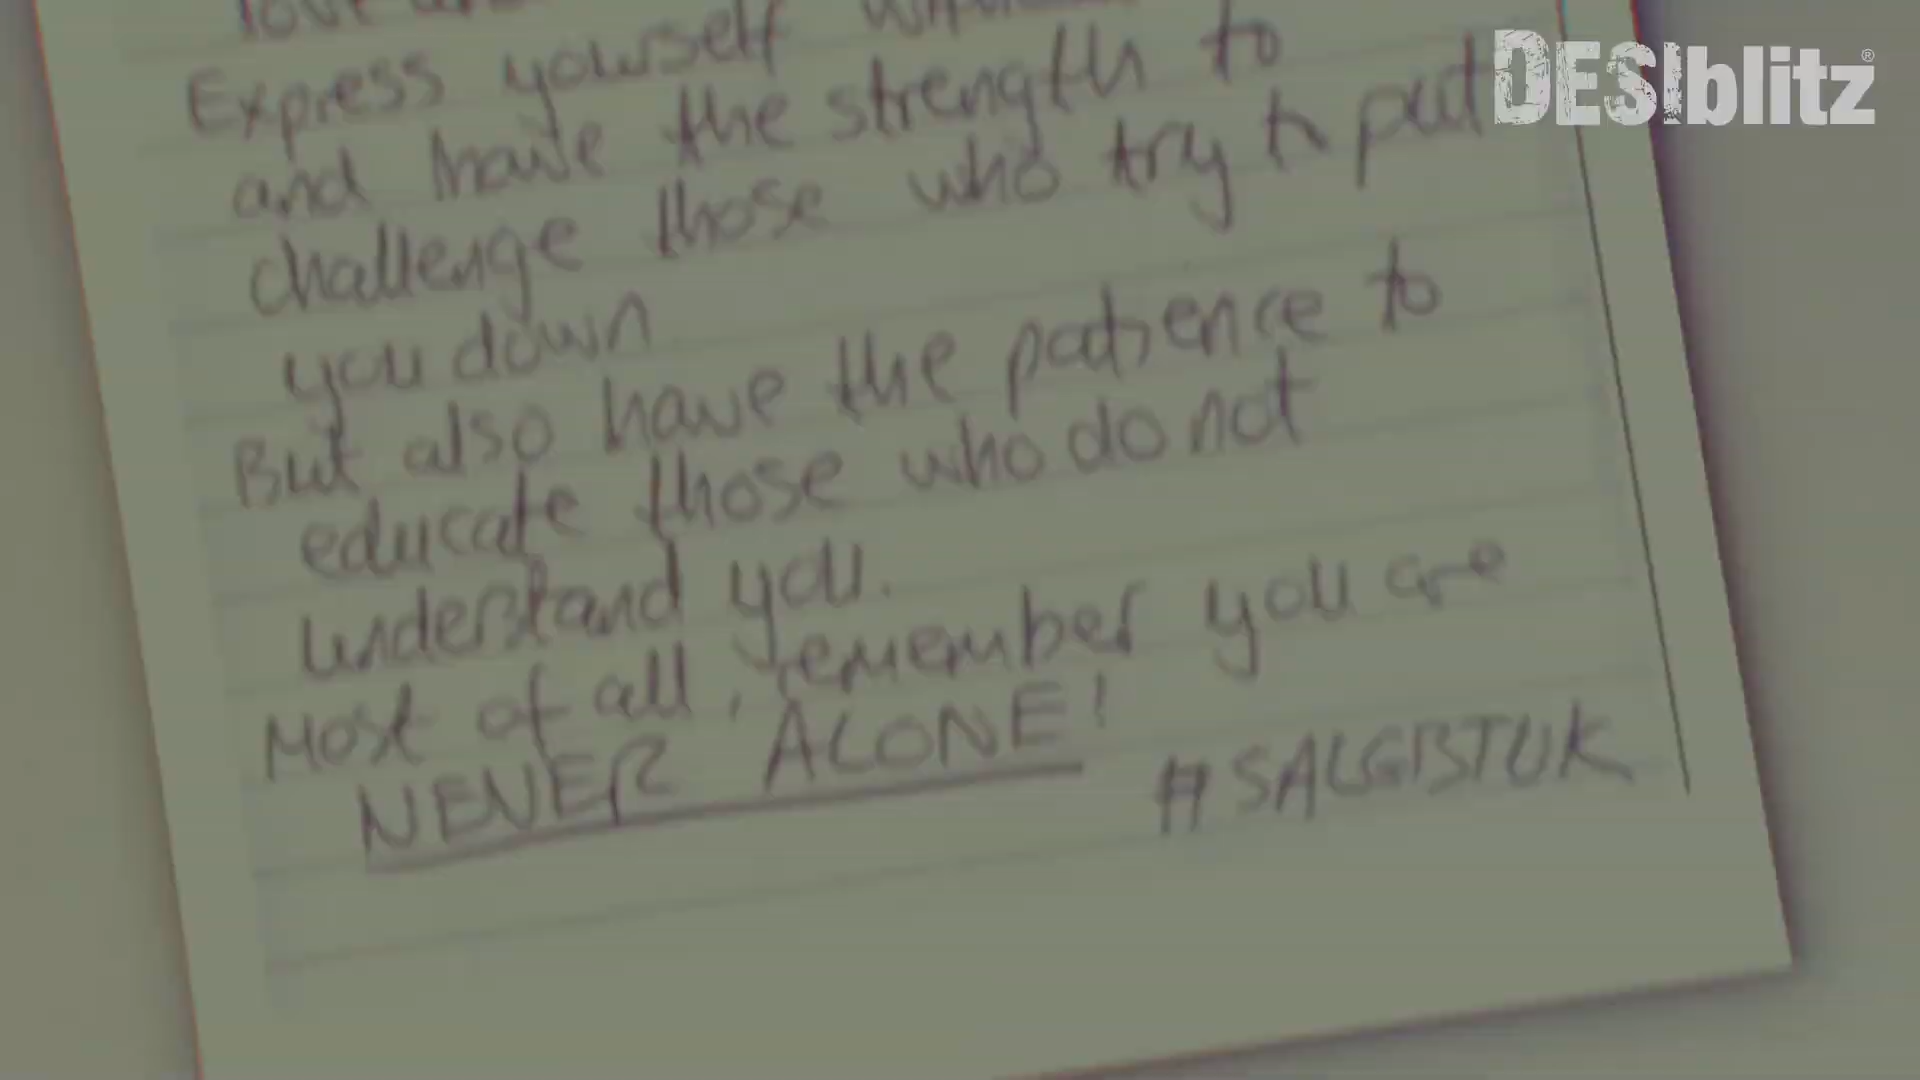 love
Express yourself
and have the strength to
challenge those who try to put
you down
But also have the patience to
educate those who do not
understand you.
Most of all, remember you are
NEVER ALONE!
#SALGBTUK
DESIblitz®